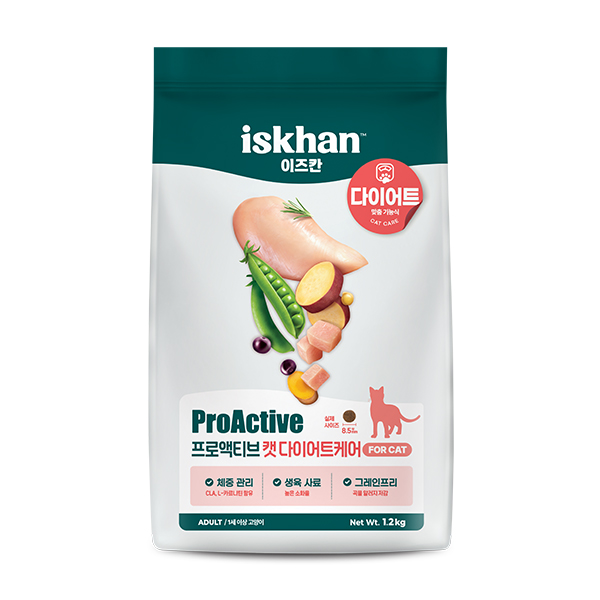 iskhan™
이즈칸
다이어트
맞춤 기능식
CAT CARE
ProActive
실제
사이즈
8.5
프로액티브 캣 다이어트케어 FOR CAT
체중 관리
CLA, L-카르니틴 함유
생육 사료
높은 소화율
그레인프리
곡물 알러지 저감
ADULT / 1세 이상 고양이
Net Wt. 1.2kg